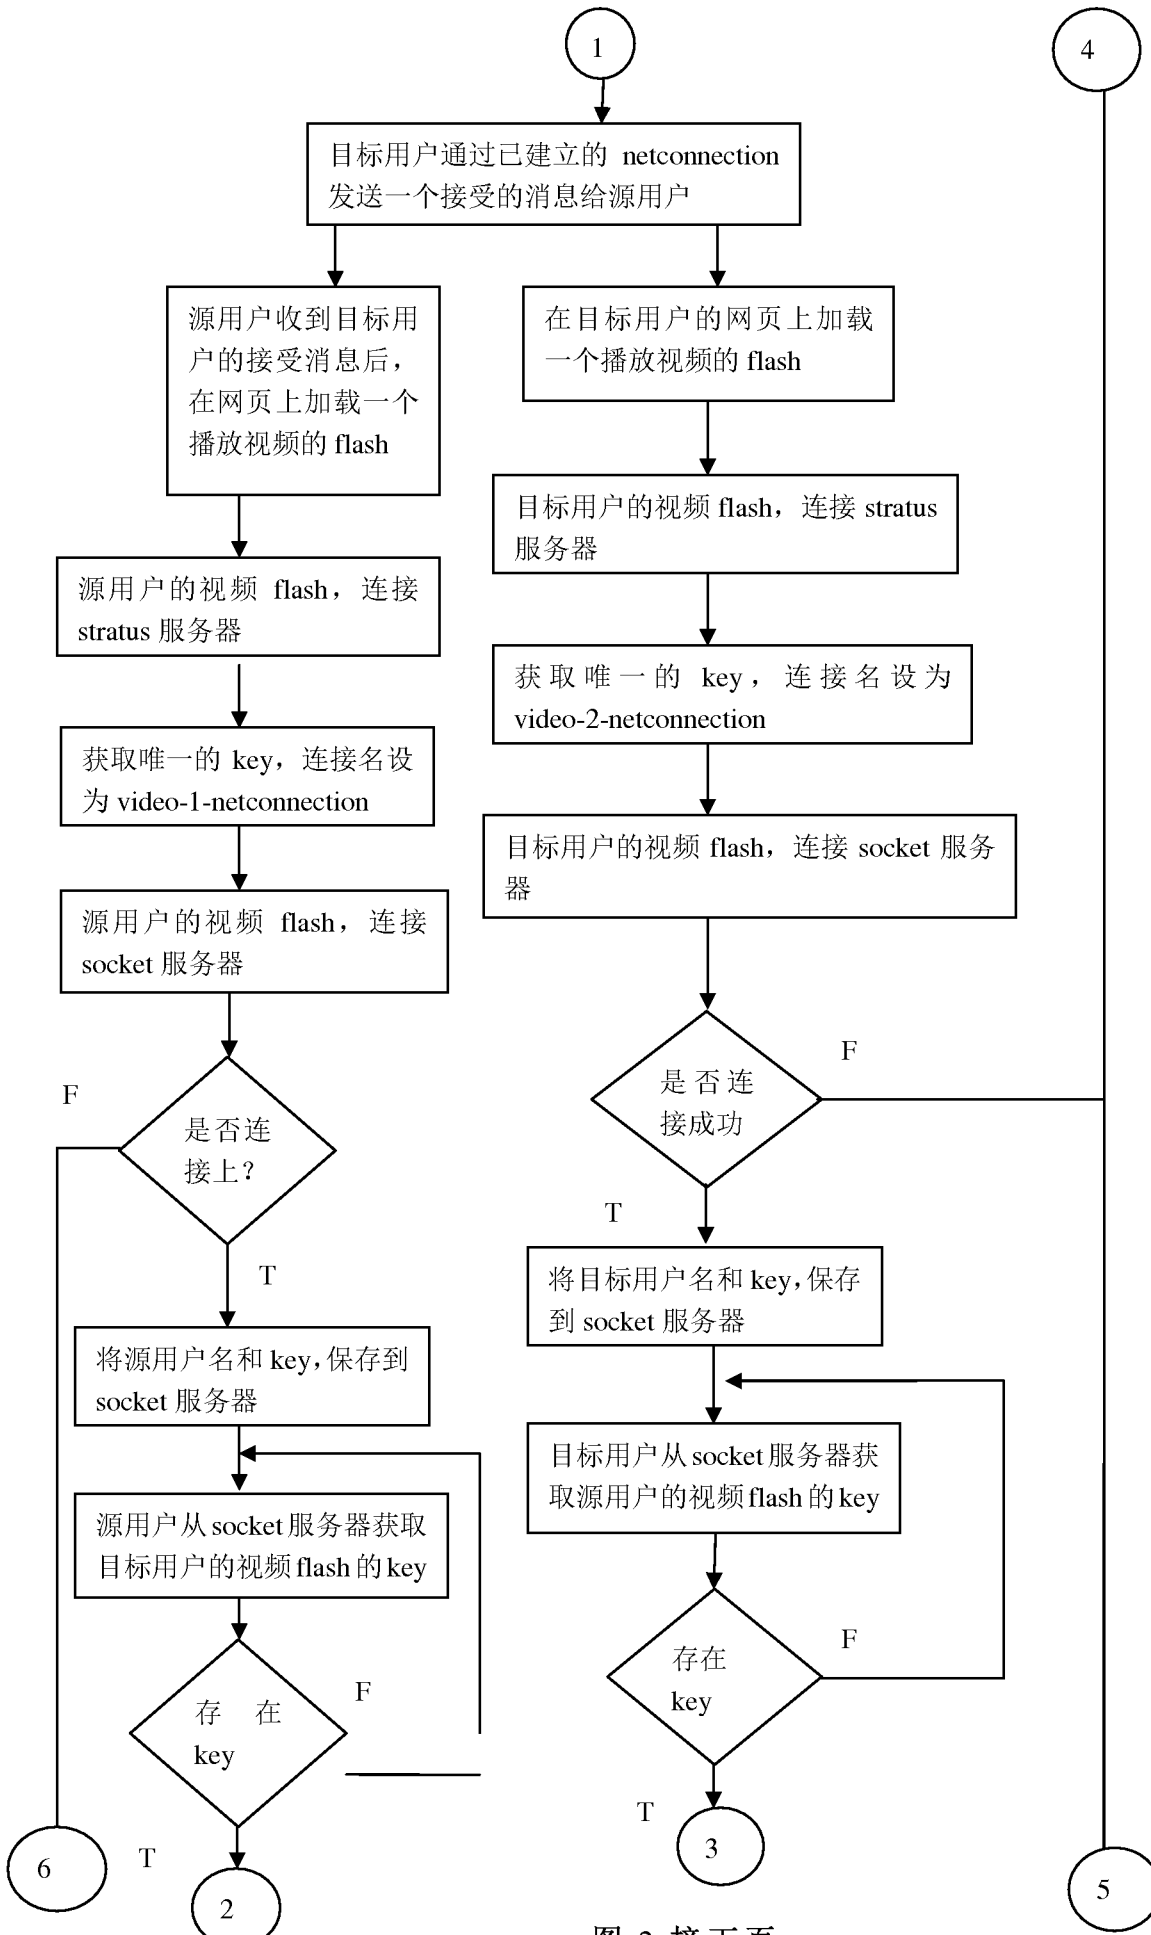 1
4
目标用户通过已建立的 netconnection
发送一个接受的消息给源用户
源用户收到目标用
户的接受消息后，
在网页上加载一个
播放视频的 flash
在目标用户的网页上加载
一个播放视频的 flash
目标用户的视频 flash，连接 stratus
服务器
源用户的视频 flash，连接
stratus 服务器
获取唯一的 key，连接名设为
video-2-netconnection
获取唯一的 key，连接名设
为 video-1-netconnection
目标用户的视频 flash，连接 socket 服务
器
源用户的视频 flash，连接
socket 服务器
F
是否连
接成功
F
是否连
接上？
T
T
将目标用户名和 key，保存
到 socket 服务器
将源用户名和 key，保存到
socket 服务器
目标用户从 socket 服务器获
取源用户的视频 flash 的 key
源用户从 socket 服务器获取
目标用户的视频 flash 的 key
存在
key
F
存 在
key
F
T
3
6
T
2
5